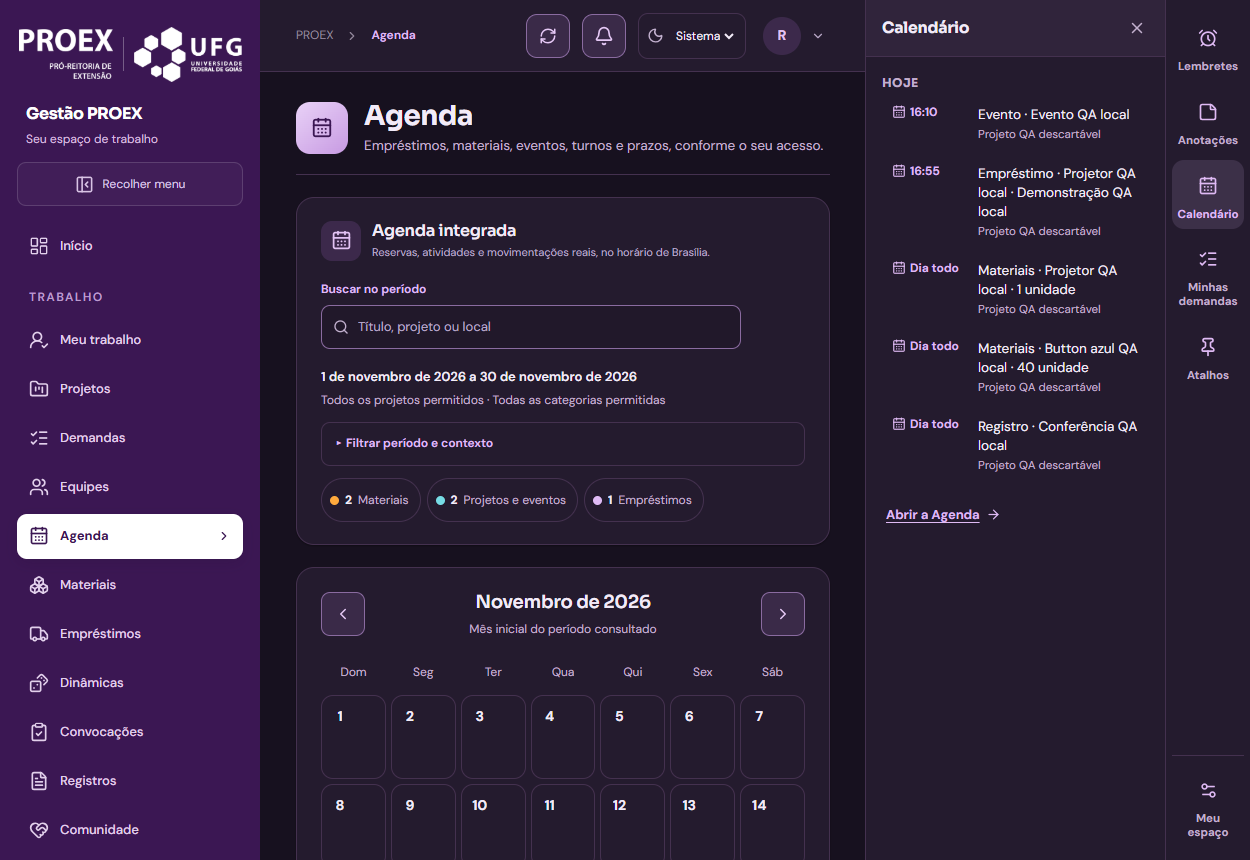 PROEX
PRÓ-REITORIA DE
EXTENSÃO
UFG
UNIVERSIDADE
FEDERAL DE GOIÁS
Gestão PROEX
Seu espaço de trabalho
Recolher menu
Início
TRABALHO
Meu trabalho
Projetos
Demandas
Equipes
Agenda
Materiais
Empréstimos
Dinâmicas
Convocações
Registros
Comunidade
PROEX
Agenda
Sistema
R
Agenda
Empréstimos, materiais, eventos, turnos e prazos, conforme o seu acesso.
Agenda integrada
Reservas, atividades e movimentações reais, no horário de Brasília.
Buscar no período
Título, projeto ou local
1 de novembro de 2026 a 30 de novembro de 2026
Todos os projetos permitidos · Todas as categorias permitidas
Filtrar período e contexto
2 Materiais
2 Projetos e eventos
1 Empréstimos
Novembro de 2026
Mês inicial do período consultado
Dom Seg Ter Qua Qui Sex Sáb
1 2 3 4 5 6 7
8 9 10 11 12 13 14
Calendário
HOJE
16:10
Evento · Evento QA local
Projeto QA descartável
16:55
Empréstimo · Projetor QA
local · Demonstração QA
local
Projeto QA descartável
Dia todo
Materiais · Projetor QA
local · 1 unidade
Projeto QA descartável
Dia todo
Materiais · Button azul QA
local · 40 unidade
Projeto QA descartável
Dia todo
Registro · Conferência QA
local
Projeto QA descartável
Abrir a Agenda
Lembretes
Anotações
Calendário
Minhas
demandas
Atalhos
Meu
espaço